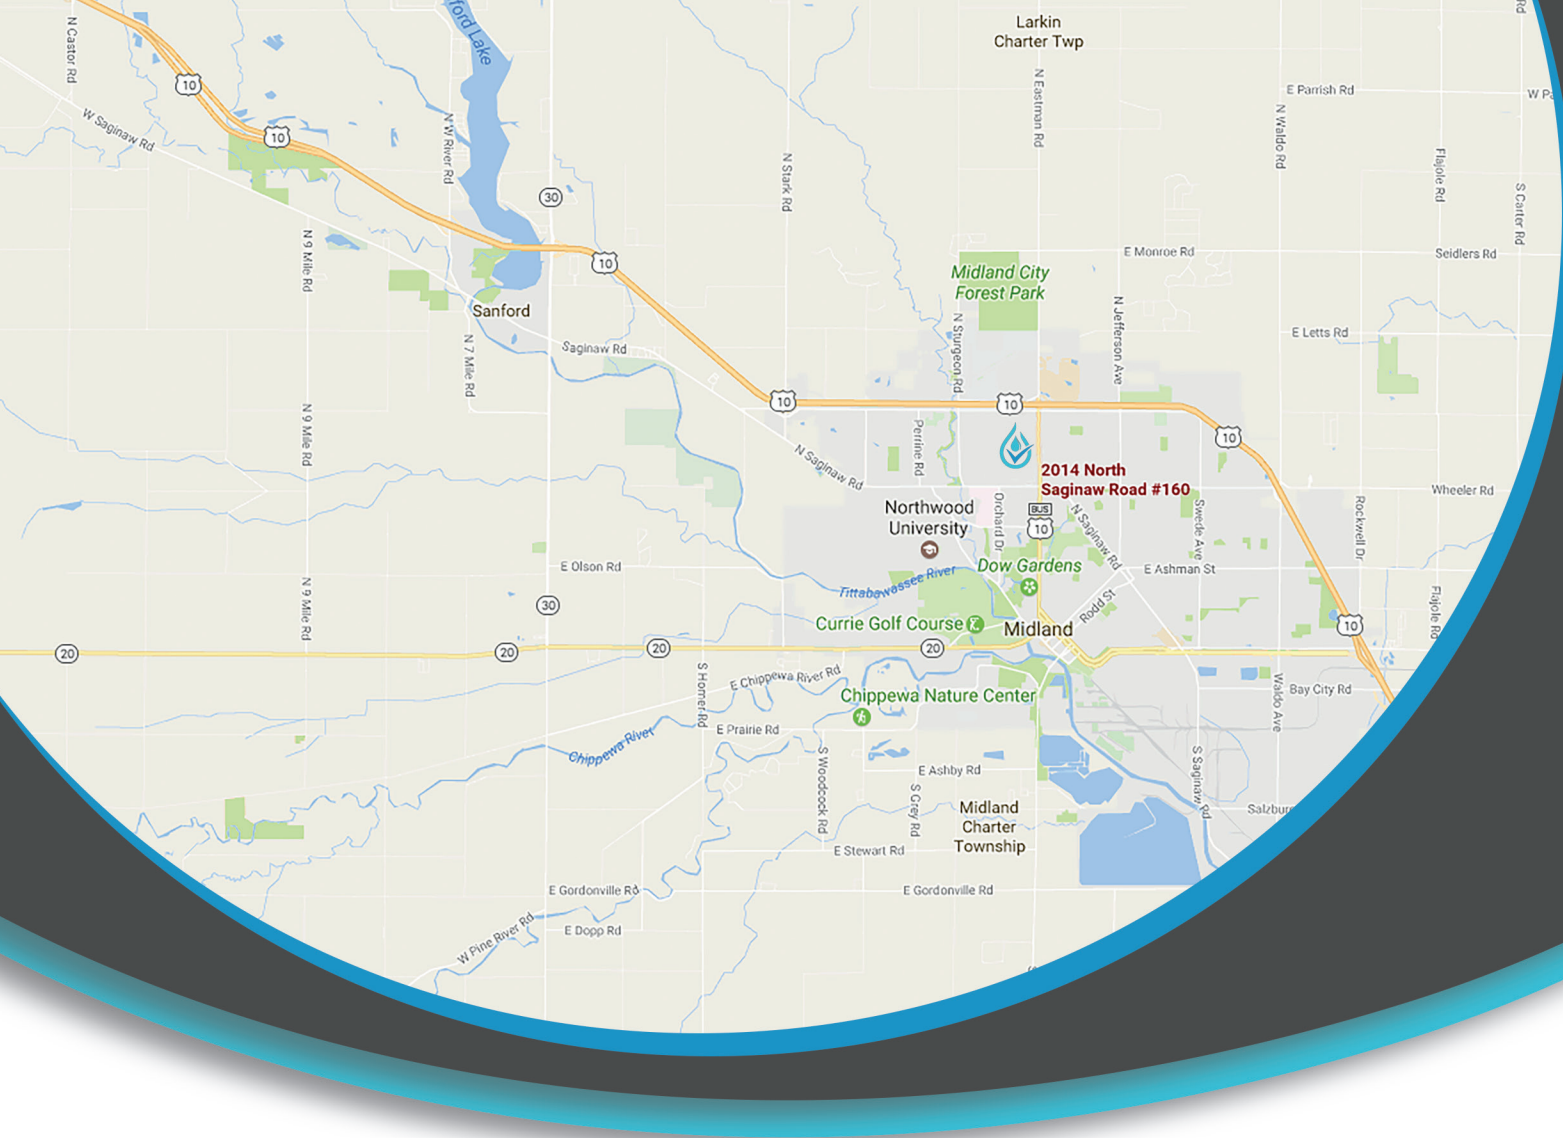 Larkin
Charter Twp
ford Lake
N Castor Rd
10
W Saginaw Rd
10
N W River Rd
30
N Stark Rd
N Eastman Rd
E Parrish Rd
N Waldo Rd
Flajole Rd
S Carter Rd
Rd
N 9 Mile Rd
10
E Monroe Rd
Seidlers Rd
Midland City
Forest Park
Sanford
N Sturgeon Rd
N Jefferson Ave
E Letts Rd
N 7 Mile Rd
Saginaw Rd
10
10
10
N 9 Mile Rd
N Saginaw Rd
Perrine Rd
2014 North
Saginaw Road #160
Wheeler Rd
Northwood
University
Orchard Dr
BUS
10
N Saginaw Rd
Swede Ave
Rockwell Dr
E Olson Rd
Dow Gardens
E Ashman St
Tittabawassee River
N 9 Mile Rd
30
Rodd St
Flajole Rd
Currie Golf Course
Midland
10
20
20
20
20
S Homer Rd
E Chippewa River Rd
Chippewa Nature Center
Waldo Ave
Bay City Rd
Chippewa River
E Prairie Rd
S Woodcock Rd
E Ashby Rd
S Grey Rd
S Saginaw Rd
Midland
Charter
Township
Salzbur
E Stewart Rd
E Gordonville Rd
E Gordonville Rd
W Pine River Rd
E Dopp Rd